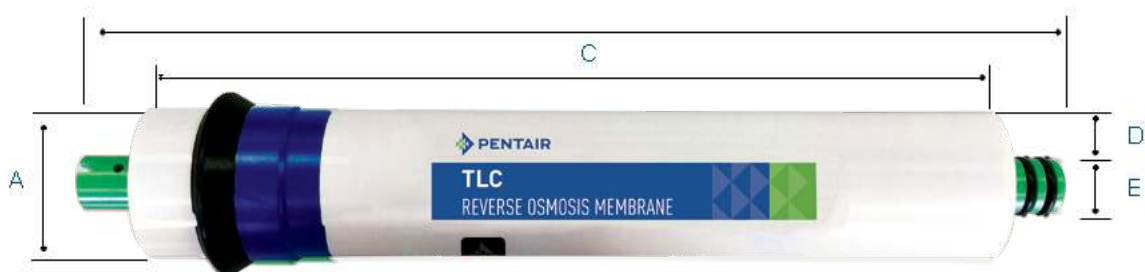 C
A
PENTAIR
TLC
REVERSE OSMOSIS MEMBRANE
D
E